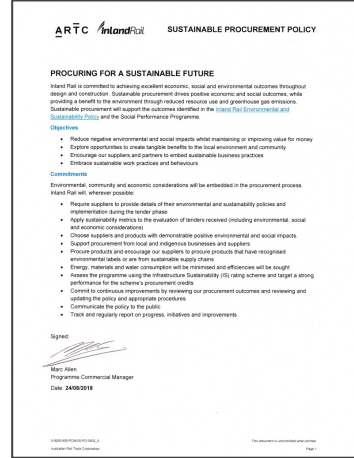 ARTC InlandRail SUSTAINABLE PROCUREMENT POLICY
PROCURING FOR A SUSTAINABLE FUTURE
Inland Rail is committed to achieving excellent economic, social and environmental outcomes throughout
design and construction. Sustainable procurement drives positive economic and social outcomes, while
providing a benefit to the environment through reduced resource use and greenhouse gas emissions.
Sustainable procurement will support the outcomes identified in the Inland Rail Environmental and
Sustainability Policy and the Social Performance Programme.
Objectives
• Reduce negative environmental and social impacts whilst maintaining or improving value for money
• Explore opportunities to create tangible benefits to the local environment and community
• Encourage our suppliers and partners to embed sustainable business practices
• Embrace sustainable work practices and behaviours
Commitments
Environmental, community and economic considerations will be embedded in the procurement process.
Inland Rail will, wherever possible:
• Require suppliers to provide details of their environmental and sustainability policies and
implementation during the tender phase
• Apply sustainability metrics to the evaluation of tenders received (including environmental, social
and economic considerations)
• Choose suppliers and products with demonstrable positive environmental and social impacts.
• Support procurement from local and indigenous businesses and suppliers
• Procure products and encourage our suppliers to procure products that have recognised
environmental labels or are from sustainable supply chains
• Energy, materials and water consumption will be minimised and efficiencies will be sought
• Assess the programme using the Infrastructure Sustainability (IS) rating scheme and target a strong
performance for the scheme's procurement credits
• Commit to continuous improvements by reviewing our procurement outcomes and reviewing and
updating the policy and appropriate procedures
• Communicate the policy to the public
• Track and regularly report on progress, initiatives and improvements
Signed:
Marc Allen
Programme Commercial Manager
Date: 24/08/2018
This document is uncontrolled when printed
Australian Rail Track Corporation
Page 1